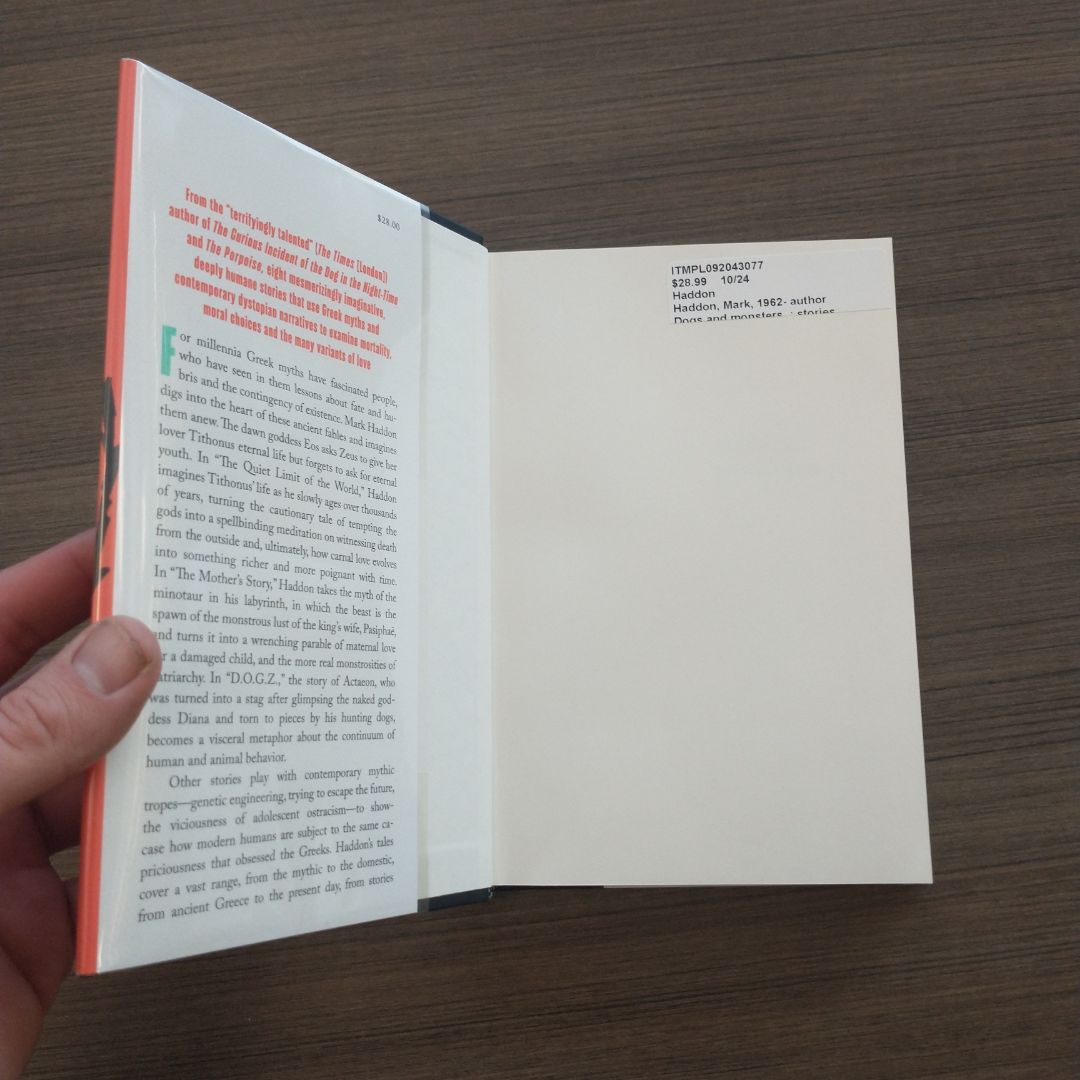 $28.00
From the "terrifyingly talented" (The Times [London])
author of The Curious Incident of the Dog in the Night-Time
and The Porpoise, eight mesmerizingly imaginative,
deeply humane stories that use Greek myths and
contemporary dystopian narratives to examine mortality,
moral choices and the many variants of love
For millennia Greek myths have fascinated people,
who have seen in them lessons about fate and hu-
bris and the contingency of existence. Mark Haddon
digs into the heart of these ancient fables and imagines
them anew. The dawn goddess Eos asks Zeus to give her
lover Tithonus eternal life but forgets to ask for eternal
youth. In “The Quiet Limit of the World,” Haddon
imagines Tithonus’ life as he slowly ages over thousands
of years, turning the cautionary tale of tempting the
gods into a spellbinding meditation on witnessing death
from the outside and, ultimately, how carnal love evolves
into something richer and more poignant with time.
In “The Mother’s Story,” Haddon takes the myth of the
minotaur in his labyrinth, in which the beast is the
spawn of the monstrous lust of the king’s wife, Pasiphaë,
and turns it into a wrenching parable of maternal love
r a damaged child, and the more real monstrosities of
atriarchy. In “D.O.G.Z.,” the story of Actaeon, who
was turned into a stag after glimpsing the naked god-
dess Diana and torn to pieces by his hunting dogs,
becomes a visceral metaphor about the continuum of
human and animal behavior.
Other stories play with contemporary mythic
tropes—genetic engineering, trying to escape the future,
the viciousness of adolescent ostracism—to show-
case how modern humans are subject to the same ca-
priciousness that obsessed the Greeks. Haddon’s tales
cover a vast range, from the mythic to the domestic,
from ancient Greece to the present day, from stories
ITMPL092043077
$28.99 10/24
Haddon
Haddon, Mark, 1962- author
Dogs and monsters : stories